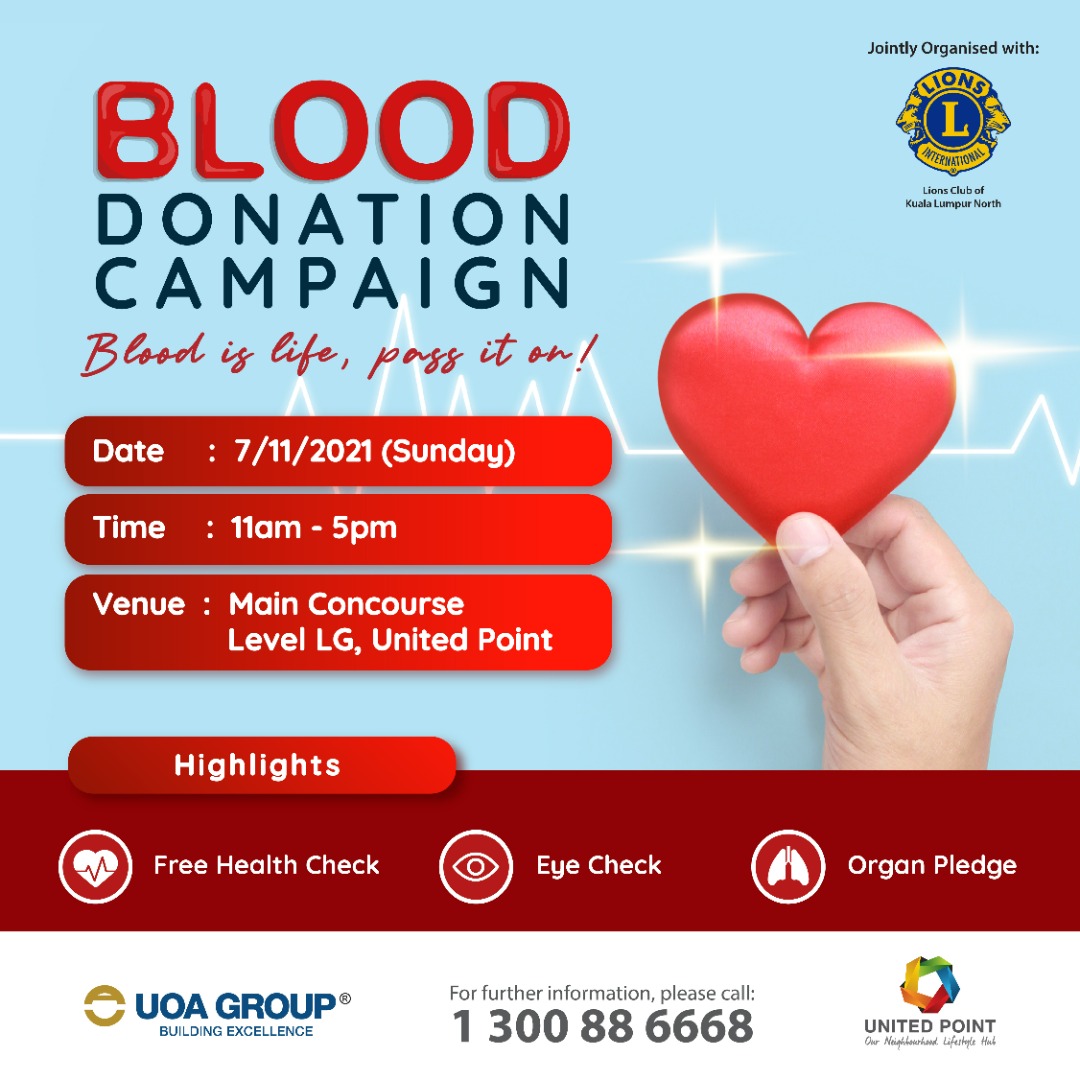 Jointly Organised with:
LIONS
L
INTERNATIONAL
®
Lions Club of
Kuala Lumpur North
BLOOD
DONATION
CAMPAIGN
Blood is life, pass it on!
Date : 7/11/2021 (Sunday)
Time : 11am - 5pm
Venue : Main Concourse
Level LG, United Point
Highlights
Free Health Check
Eye Check
Organ Pledge
UOA GROUP®
BUILDING EXCELLENCE
For further information, please call:
1 300 88 6668
UNITED POINT
Our Neighbourhood Lifestyle Hub